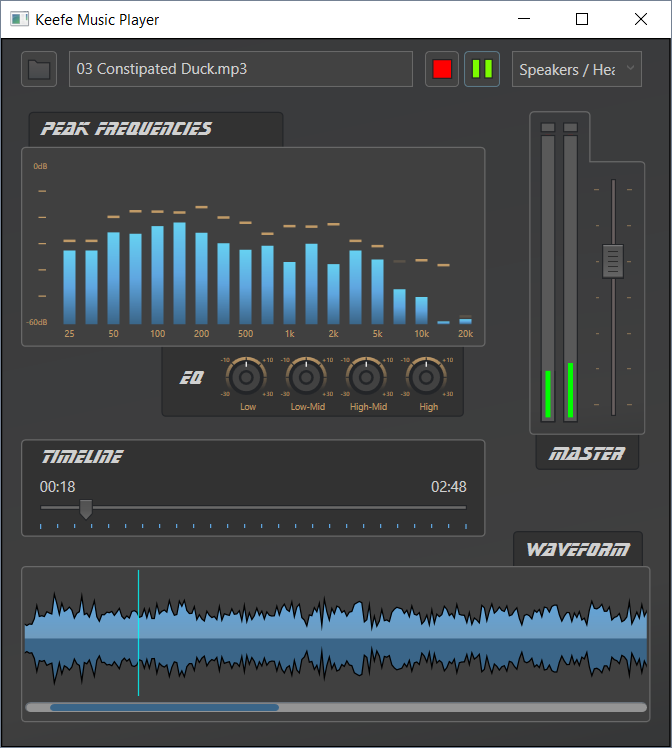 Keefe Music Player
03 Constipated Duck.mp3
Speakers / Hea
PEAK FREQUENCIES
0dB
-60dB
25 50 100 200 500 1k 2k 5k 10k 20k
EQ
-10 +10 -10 +10 -10 +10 -10 +10
-30 +30 -30 +30 -30 +30 -30 +30
Low Low-Mid High-Mid High
MASTER
TIMELINE
00:18 02:48
WAVEFORM